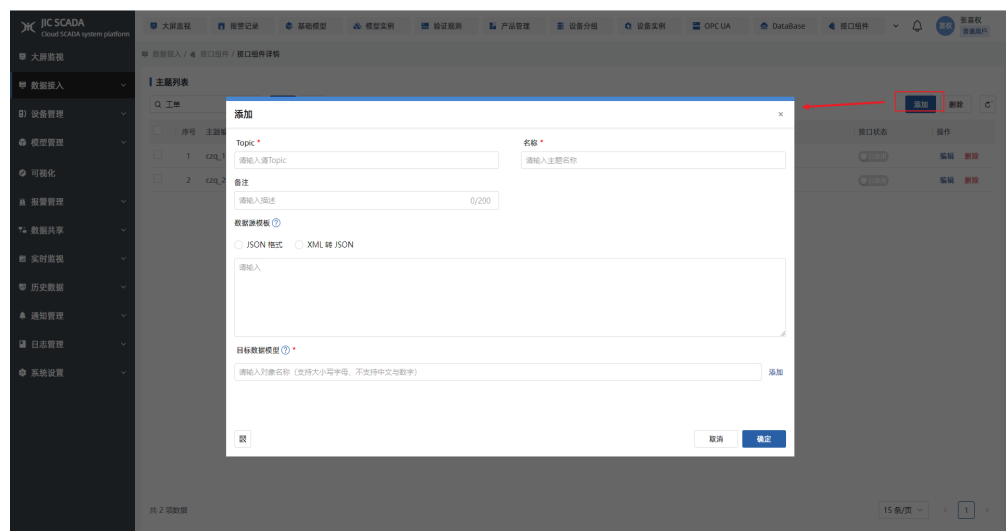 JIC SCADA
Cloud SCADA system platform
大屏监视 报警记录 基础模型 模型实例 验证规则 产品管理 设备分组 设备实例 OPC UA DataBase 接口组件
普通用户
大屏监视
数据接入 / 接口组件 / 接口组件详情
数据接入
主题列表
工单
添加 删除
设备管理
添加
序号 接口状态 操作
模型管理
Topic *
名称 *
1 czq_1 编辑 删除
请输入请Topic
请输入主题名称
可视化
2 czq_2 编辑 删除
备注
报警管理
请输入描述 0/200
数据共享
数据源模板
JSON 格式 XML 转 JSON
实时监视
请输入
历史数据
通知管理
日志管理
目标数据模型 *
系统设置
请输入对象名称（支持大小写字母、不支持中文与数字） 添加
取消 确定
共 2 项数据
15 条/页 1